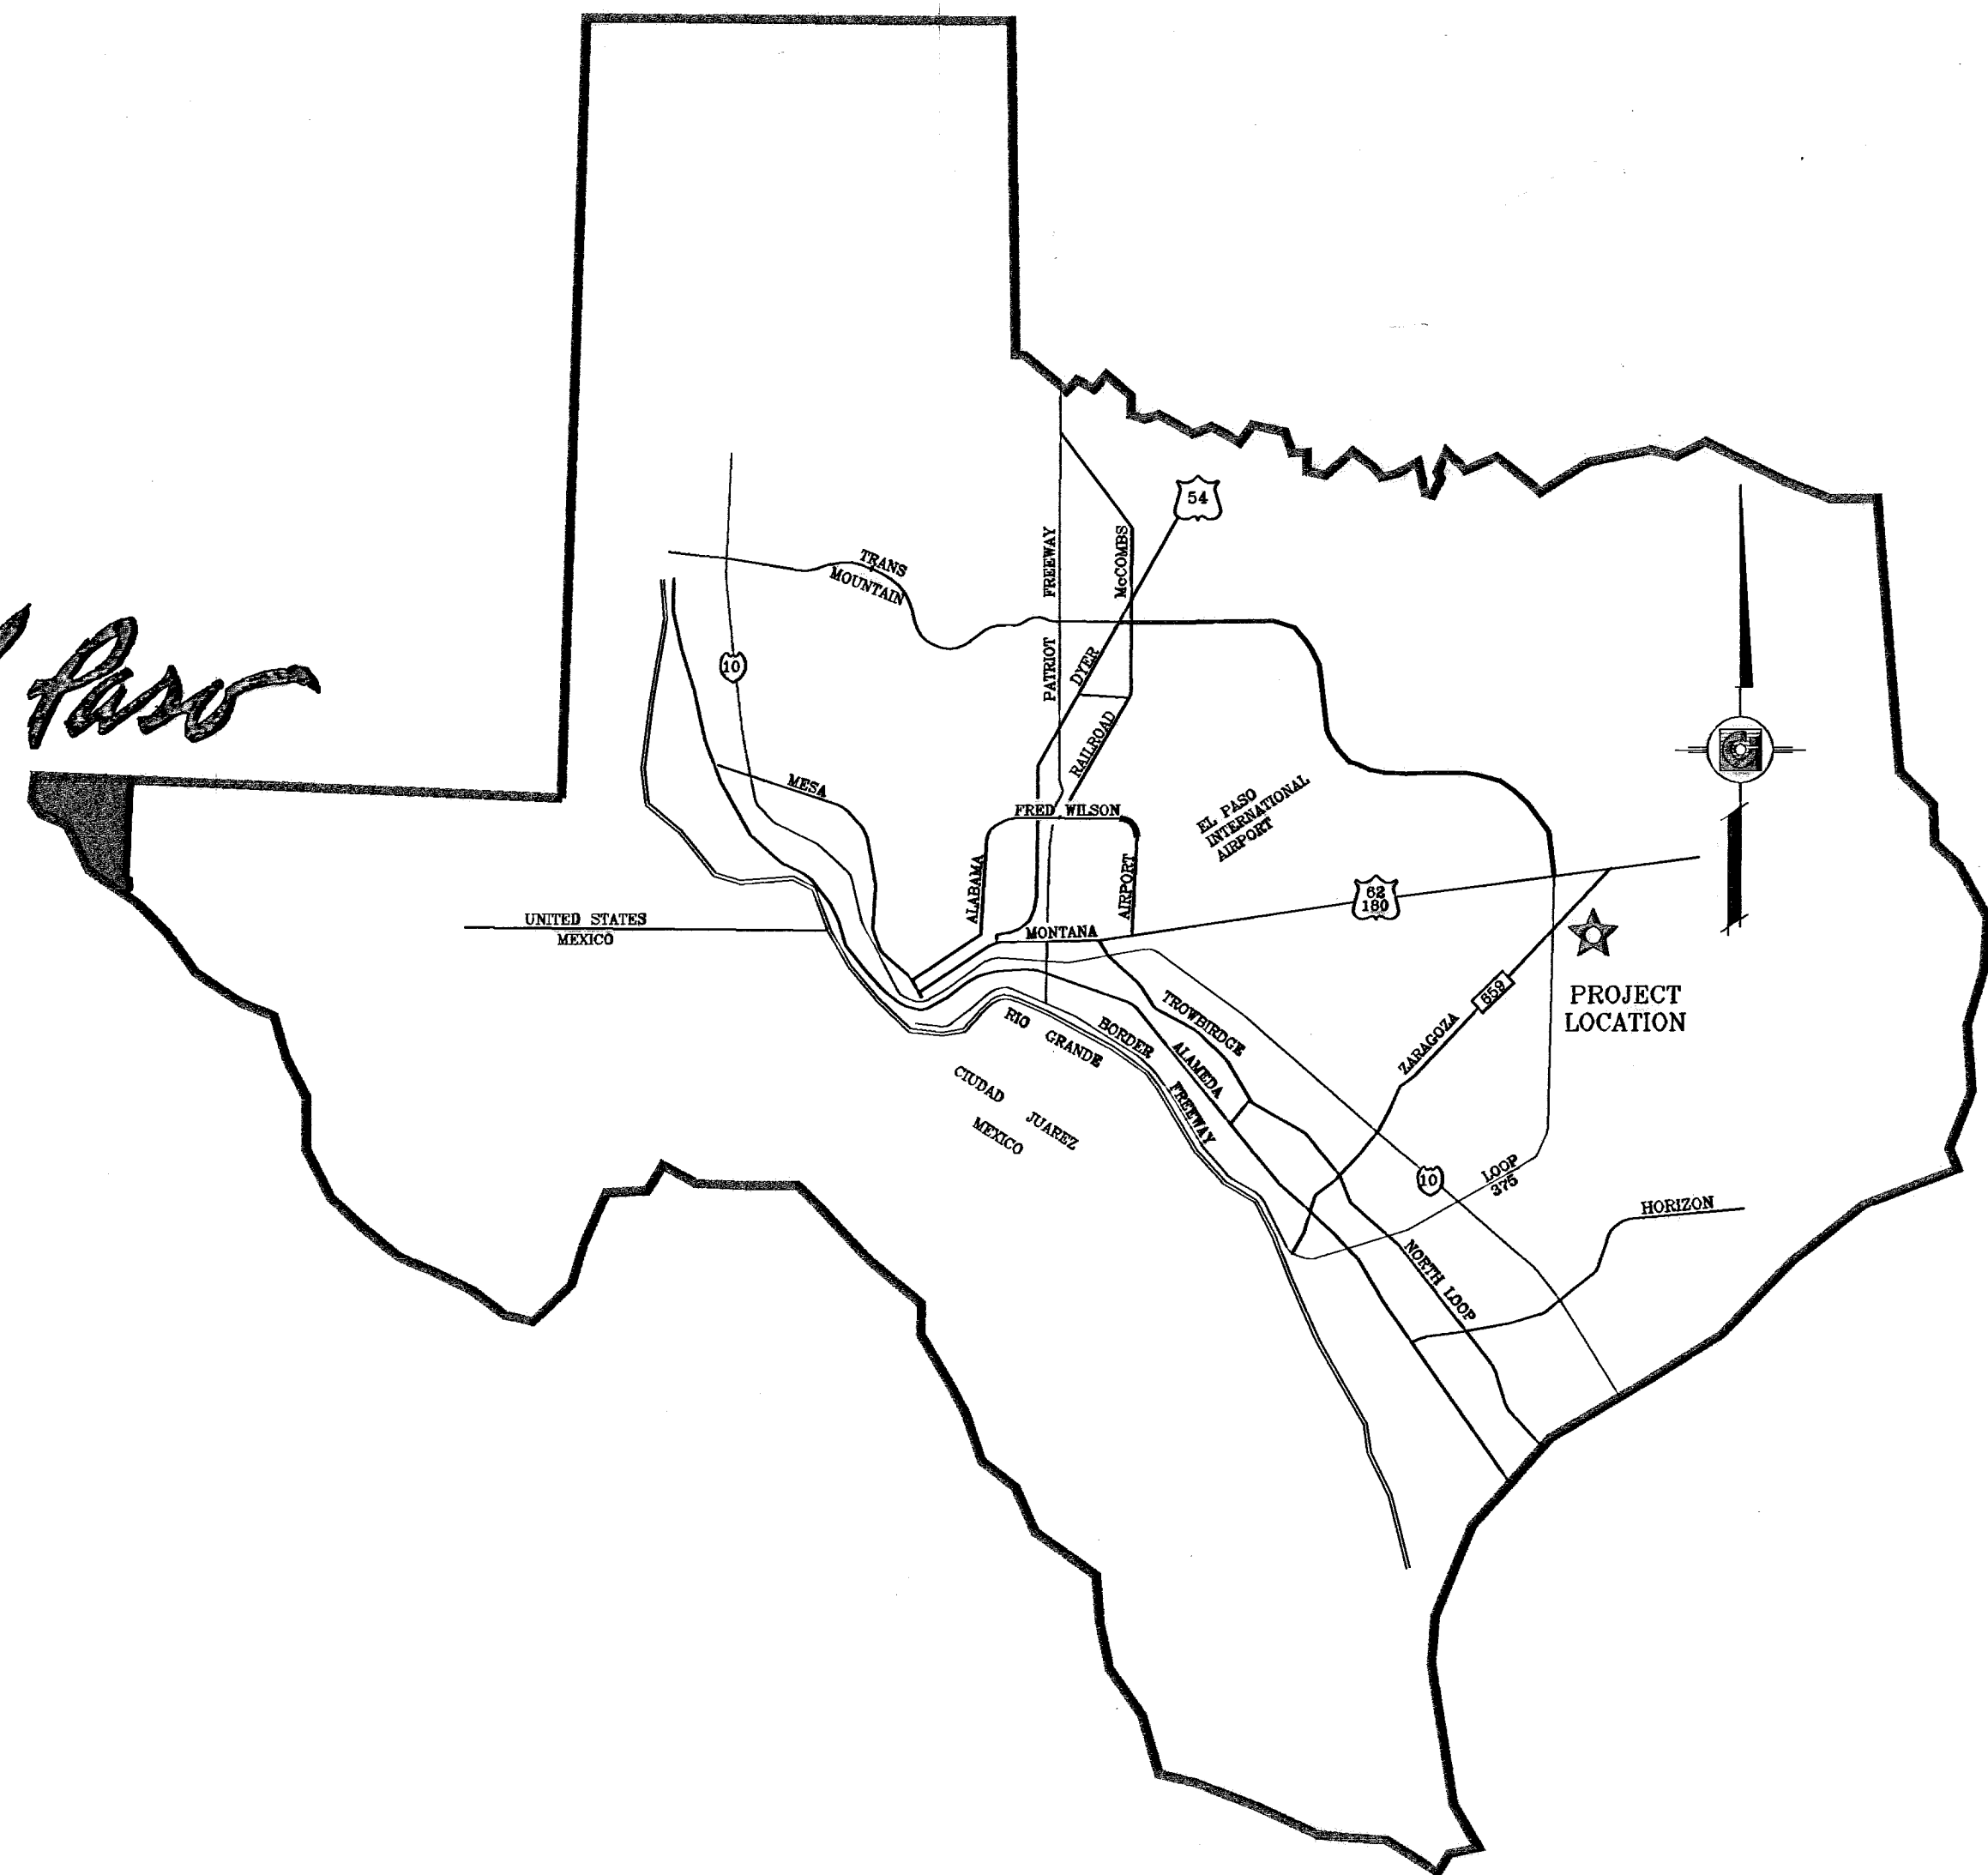 Paso
54
TRANS
MOUNTAIN
PATRIOT FREEWAY
McCOMBS
10
DYER
RAILROAD
MESA
FRED WILSON
EL PASO
INTERNATIONAL
AIRPORT
ALABAMA
AIRPORT
62
180
UNITED STATES
MEXICO
MONTANA
659
PROJECT
LOCATION
TROWBIRDGE
RIO GRANDE
BORDER FREEWAY
ALAMEDA
ZARAGOZA
CIUDAD JUAREZ
MEXICO
10
LOOP
375
HORIZON
NORTH LOOP